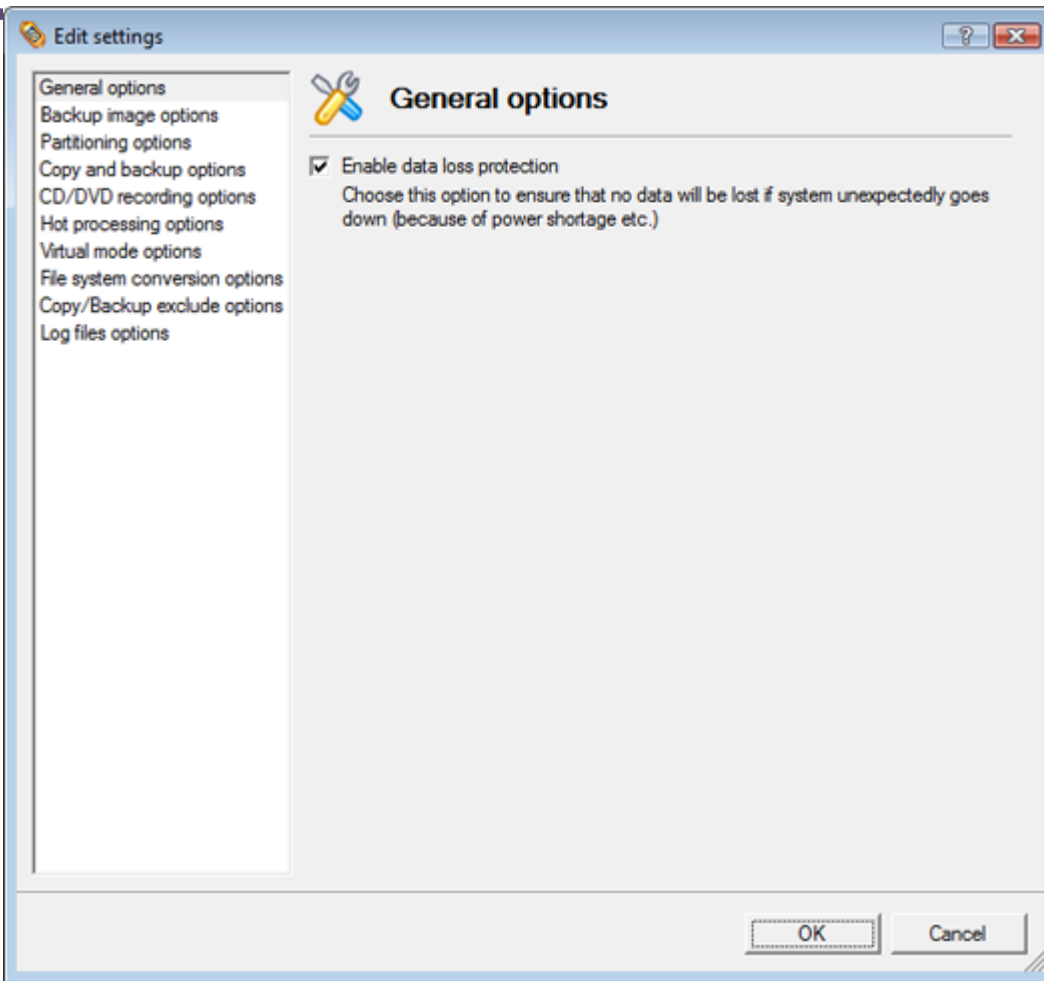 Edit settings
General options
Backup image options
Partitioning options
Copy and backup options
CD/DVD recording options
Hot processing options
Virtual mode options
File system conversion options
Copy/Backup exclude options
Log files options
General options
Enable data loss protection
Choose this option to ensure that no data will be lost if system unexpectedly goes
down (because of power shortage etc.)
OK
Cancel